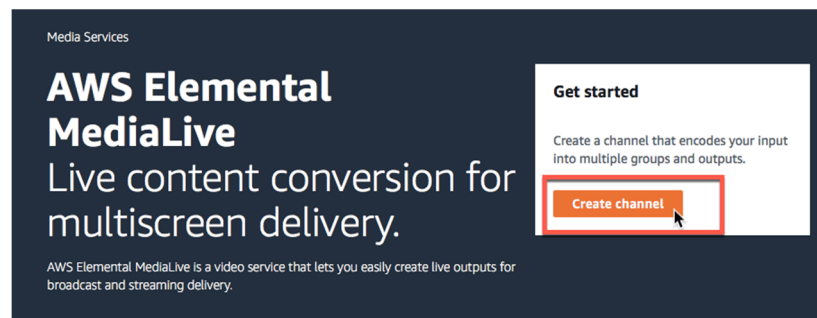 Media Services
AWS Elemental
MediaLive
Live content conversion for
multiscreen delivery.
AWS Elemental MediaLive is a video service that lets you easily create live outputs for
broadcast and streaming delivery.
Get started
Create a channel that encodes your input
into multiple groups and outputs.
Create channel